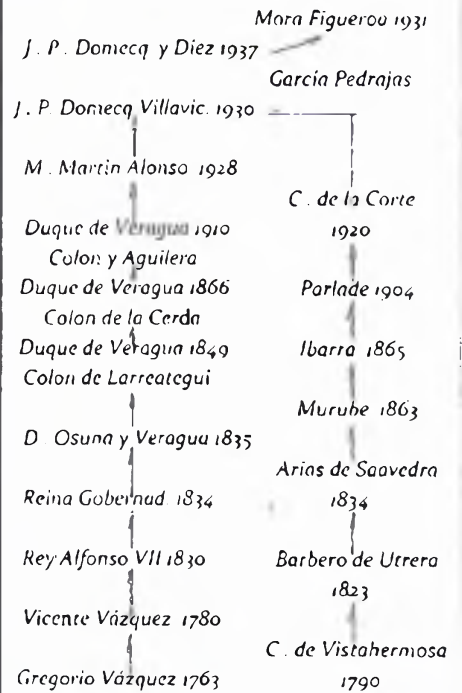 Mora Figueroo 1931
J. P. Domecq y Diez 1937
García Pedrajas
J. P. Domecq Villavic. 1930
M. Martin Alonso 1928
Duque de Veragua 1910
Colon y Aguilera
Duque de Veragua 1866
Colon de la Cerda
Duque de Veragua 1849
Colon de Larreategui
D. Osuna y Veragua 1835
Reina Gobernad. 1834
Rey Alfonso VII 1830
Vicente Vázquez 1780
Gregorio Vázquez 1763
C. de la Corte
1920
Parlade 1904
Ibarra 1865
Murube 1863
Arias de Saavedra
1834
Barbero de Utrera
1823
C. de Vistahermosa
1790